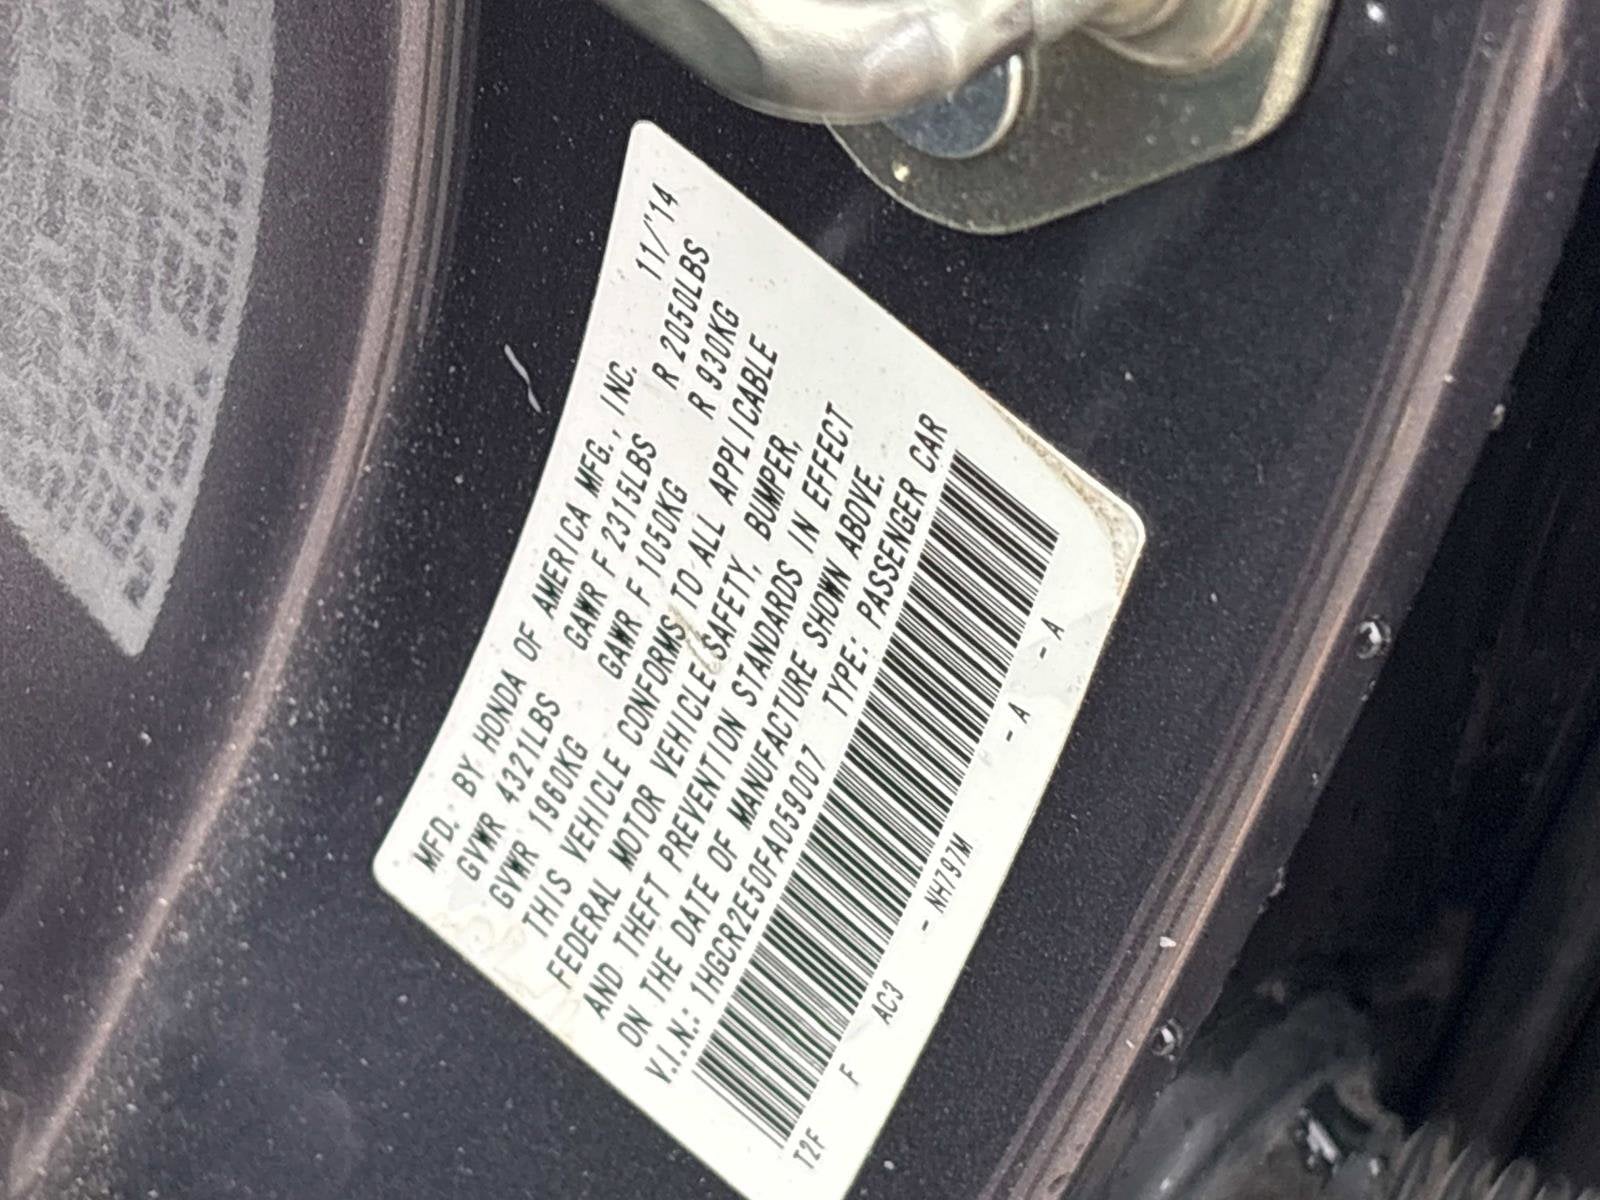 MFD. BY HONDA OF AMERICA MFG., INC. 11/'14
GVWR 4321LBS GAWR F 2315LBS R 2050LBS
GVWR 1960KG GAWR F 1050KG R 930KG
THIS VEHICLE CONFORMS TO ALL APPLICABLE
FEDERAL MOTOR VEHICLE SAFETY, BUMPER,
AND THEFT PREVENTION STANDARDS IN EFFECT
ON THE DATE OF MANUFACTURE SHOWN ABOVE.
V.I.N.: 1HGCR2E50FA059007 TYPE: PASSENGER CAR
T2F F AC3 - NH797M - A - A